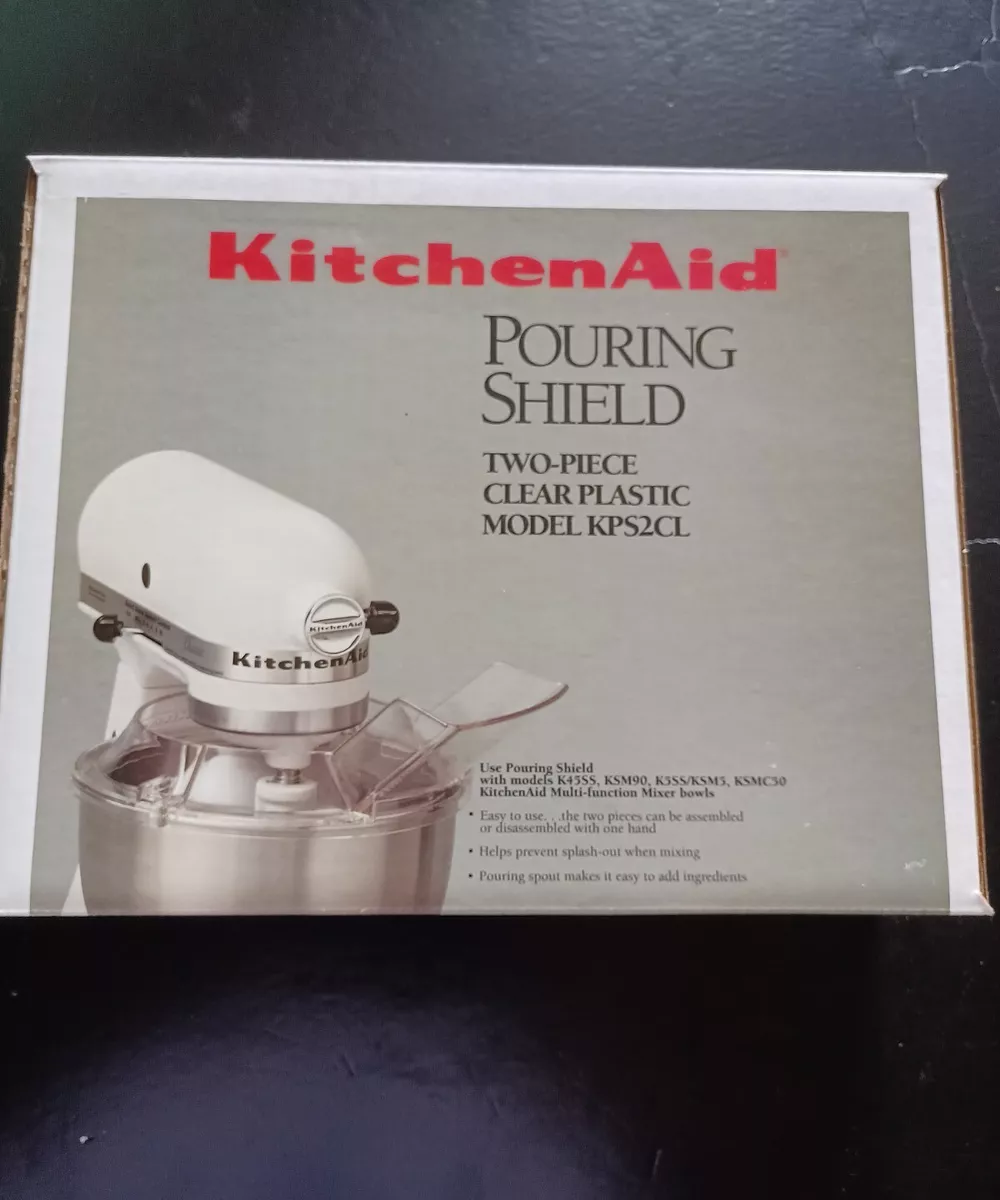 KitchenAid
POURING
SHIELD
TWO-PIECE
CLEAR PLASTIC
MODEL KPS2CL
KitchenAid
KitchenAid
Use Pouring Shield
with models K45SS, KSM90, K5SS/KSM5, KSMC50
KitchenAid Multi-function Mixer bowls
• Easy to use. . .the two pieces can be assembled
or disassembled with one hand
• Helps prevent splash-out when mixing
• Pouring spout makes it easy to add ingredients